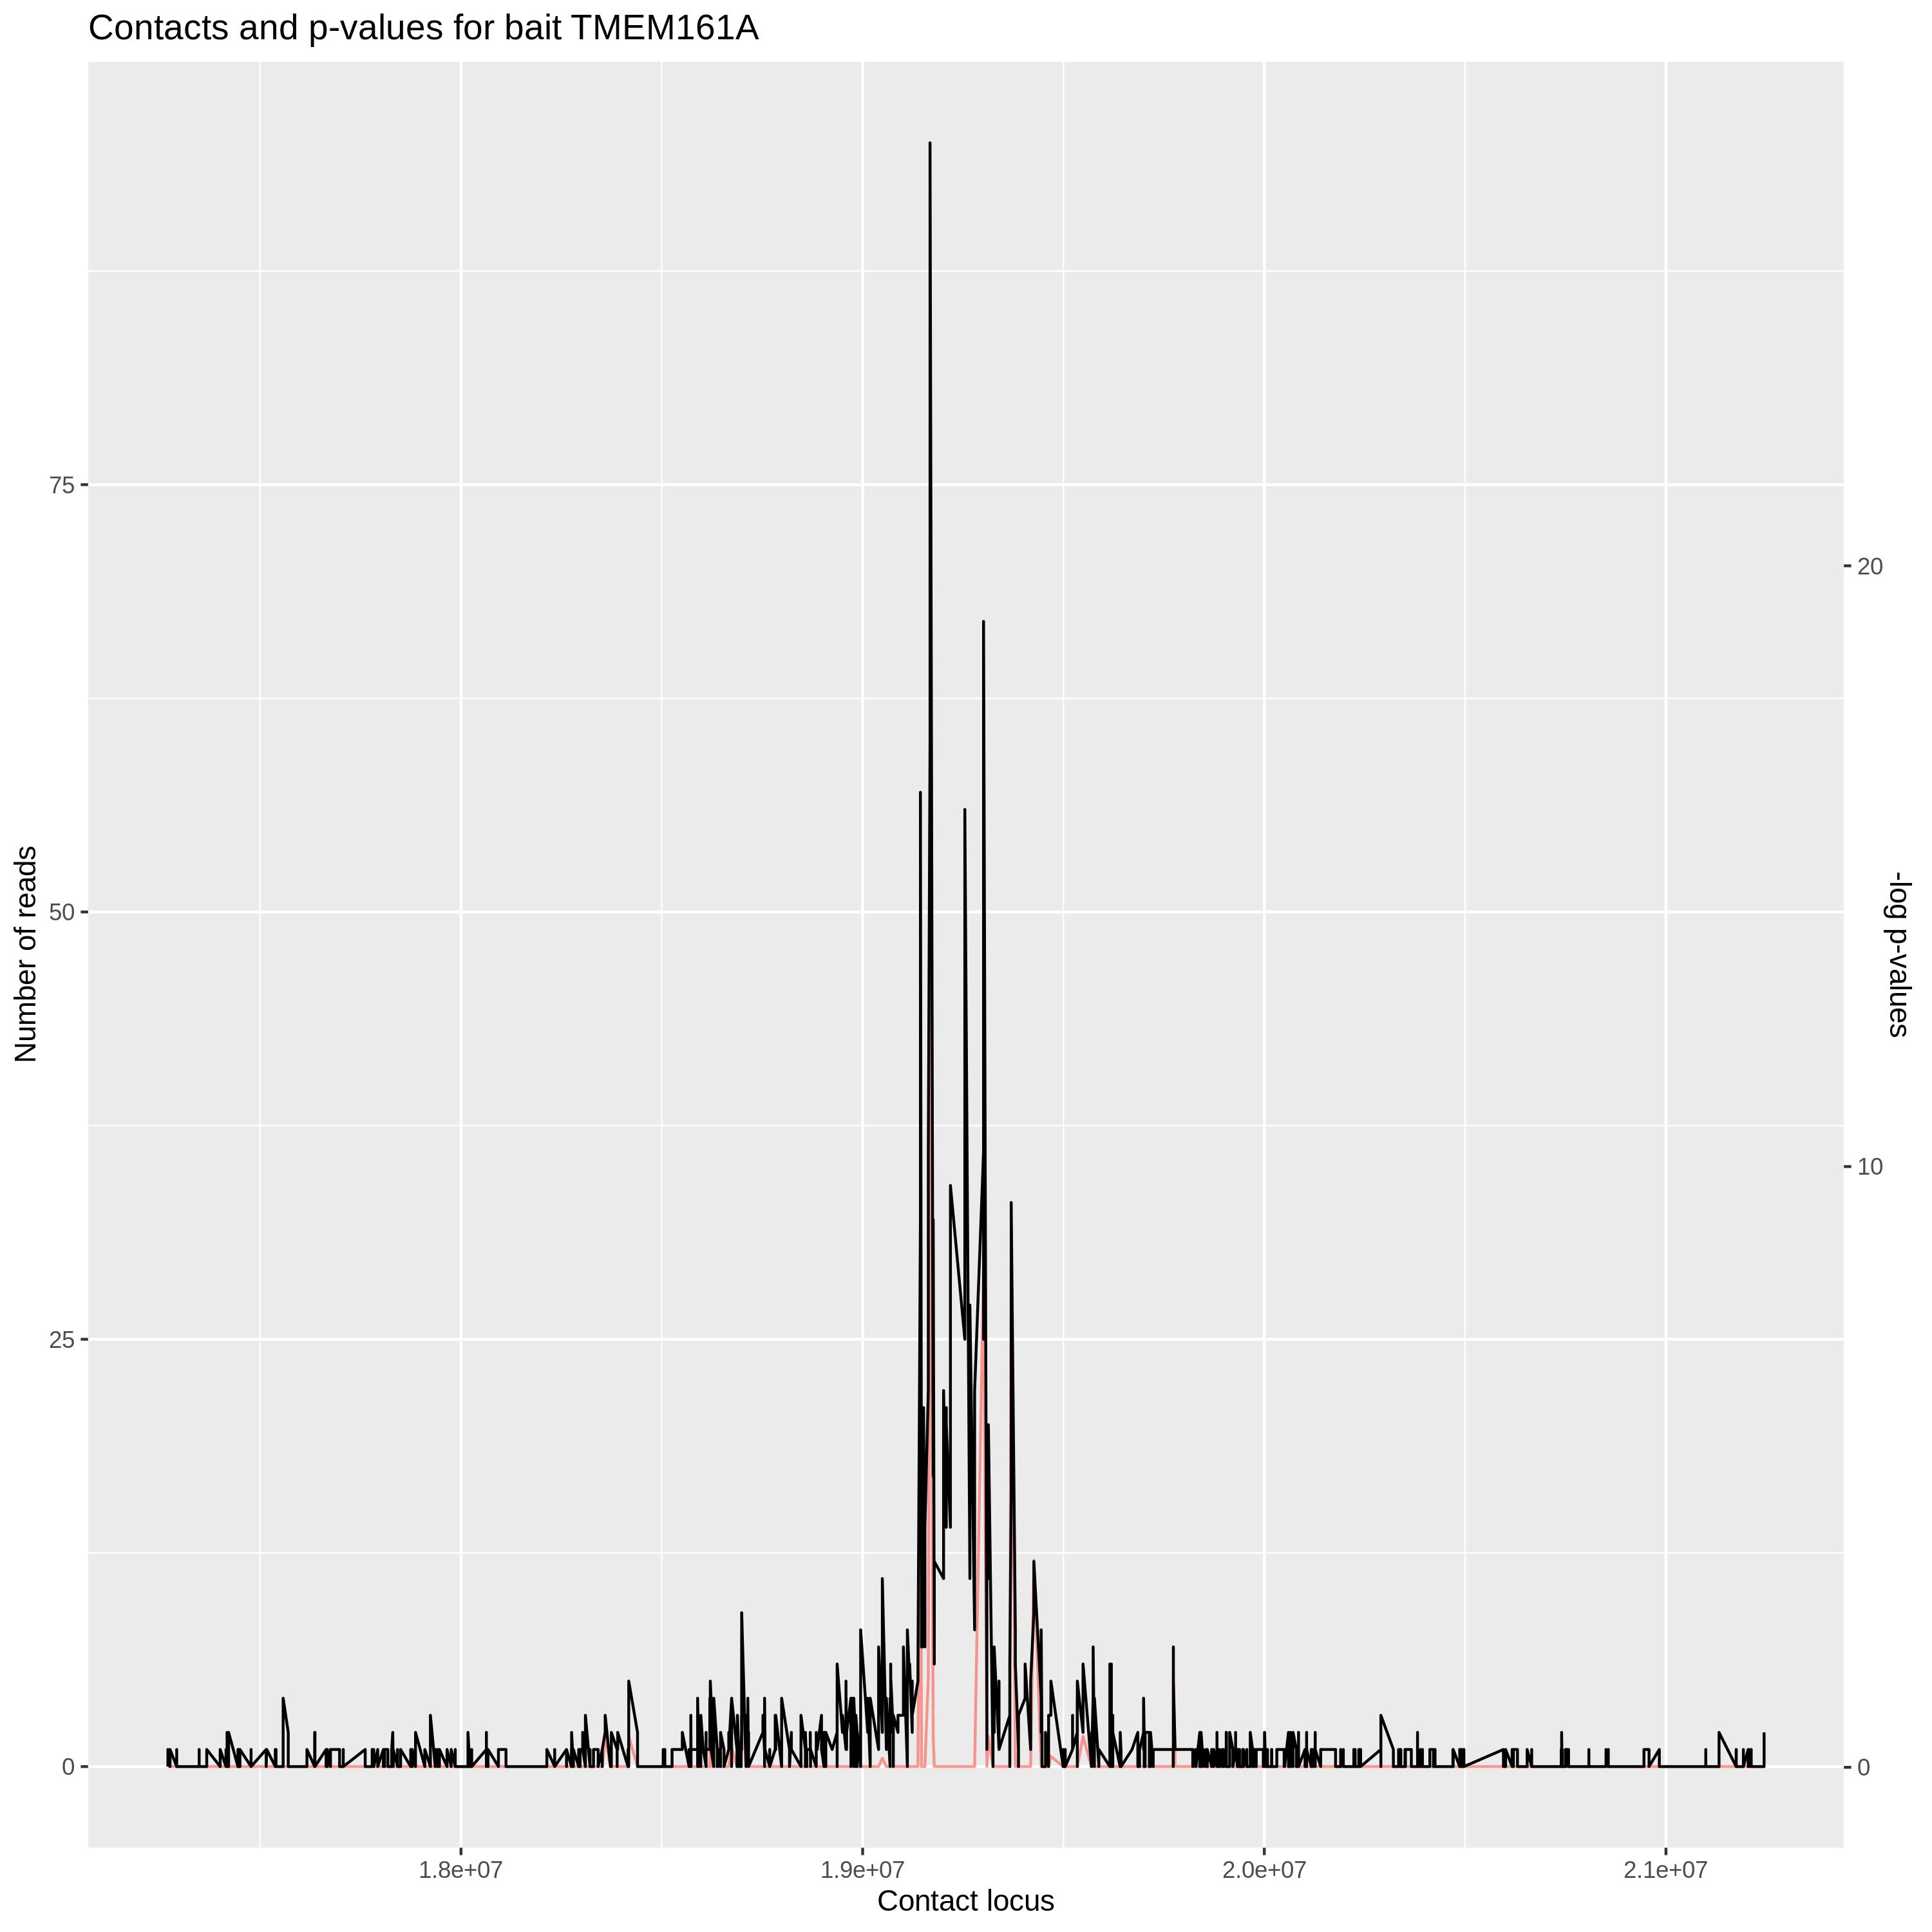 Contacts and p-values for bait TMEM161A
Number of reads
75
50
25
0
20
10
0
-log p-values
1.8e+07
1.9e+07
2.0e+07
2.1e+07
Contact locus